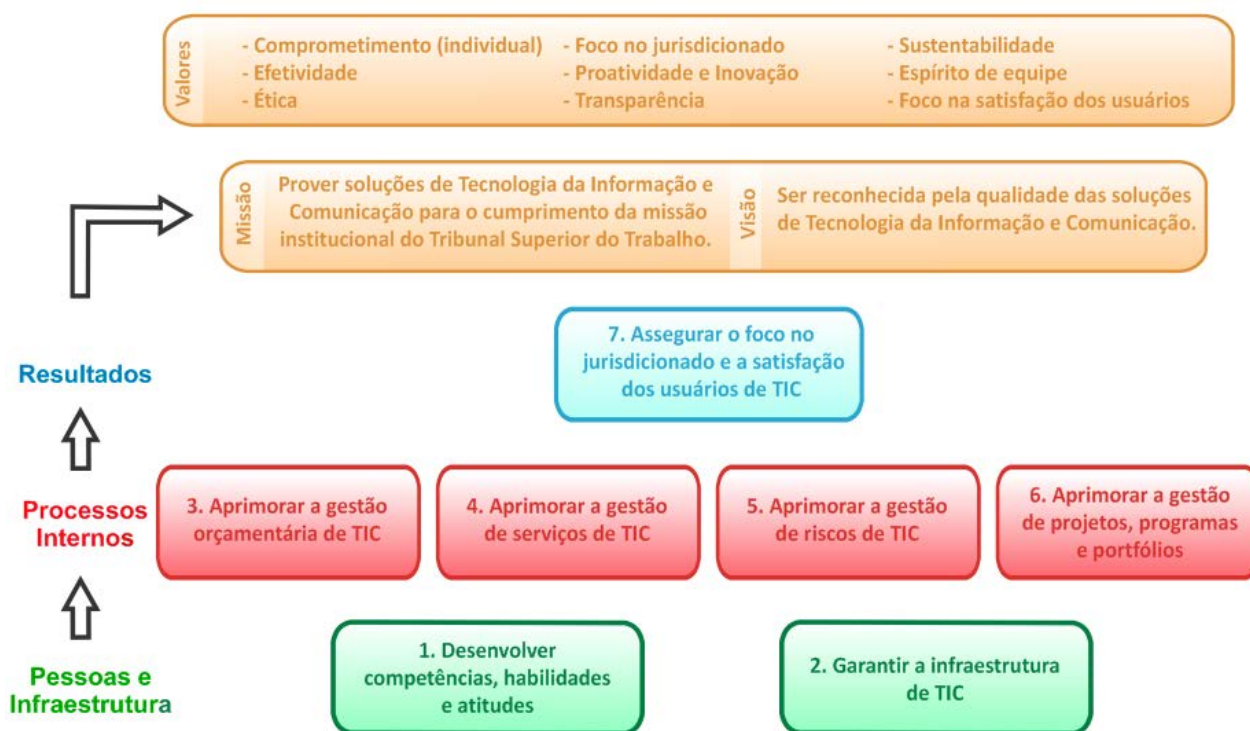 Valores
- Comprometimento (individual)
- Efetividade
- Ética
- Foco no jurisdicionado
- Proatividade e Inovação
- Transparência
- Sustentabilidade
- Espírito de equipe
- Foco na satisfação dos usuários
Missão
Prover soluções de Tecnologia da Informação e
Comunicação para o cumprimento da missão
institucional do Tribunal Superior do Trabalho.
Visão
Ser reconhecida pela qualidade das soluções
de Tecnologia da Informação e Comunicação.
Resultados
7. Assegurar o foco no
jurisdicionado e a satisfação
dos usuários de TIC
Processos
Internos
3. Aprimorar a gestão
orçamentária de TIC
4. Aprimorar a gestão
de serviços de TIC
5. Aprimorar a gestão
de riscos de TIC
6. Aprimorar a gestão
de projetos, programas
e portfólios
Pessoas e
Infraestrutura
1. Desenvolver
competências, habilidades
e atitudes
2. Garantir a infraestrutura
de TIC